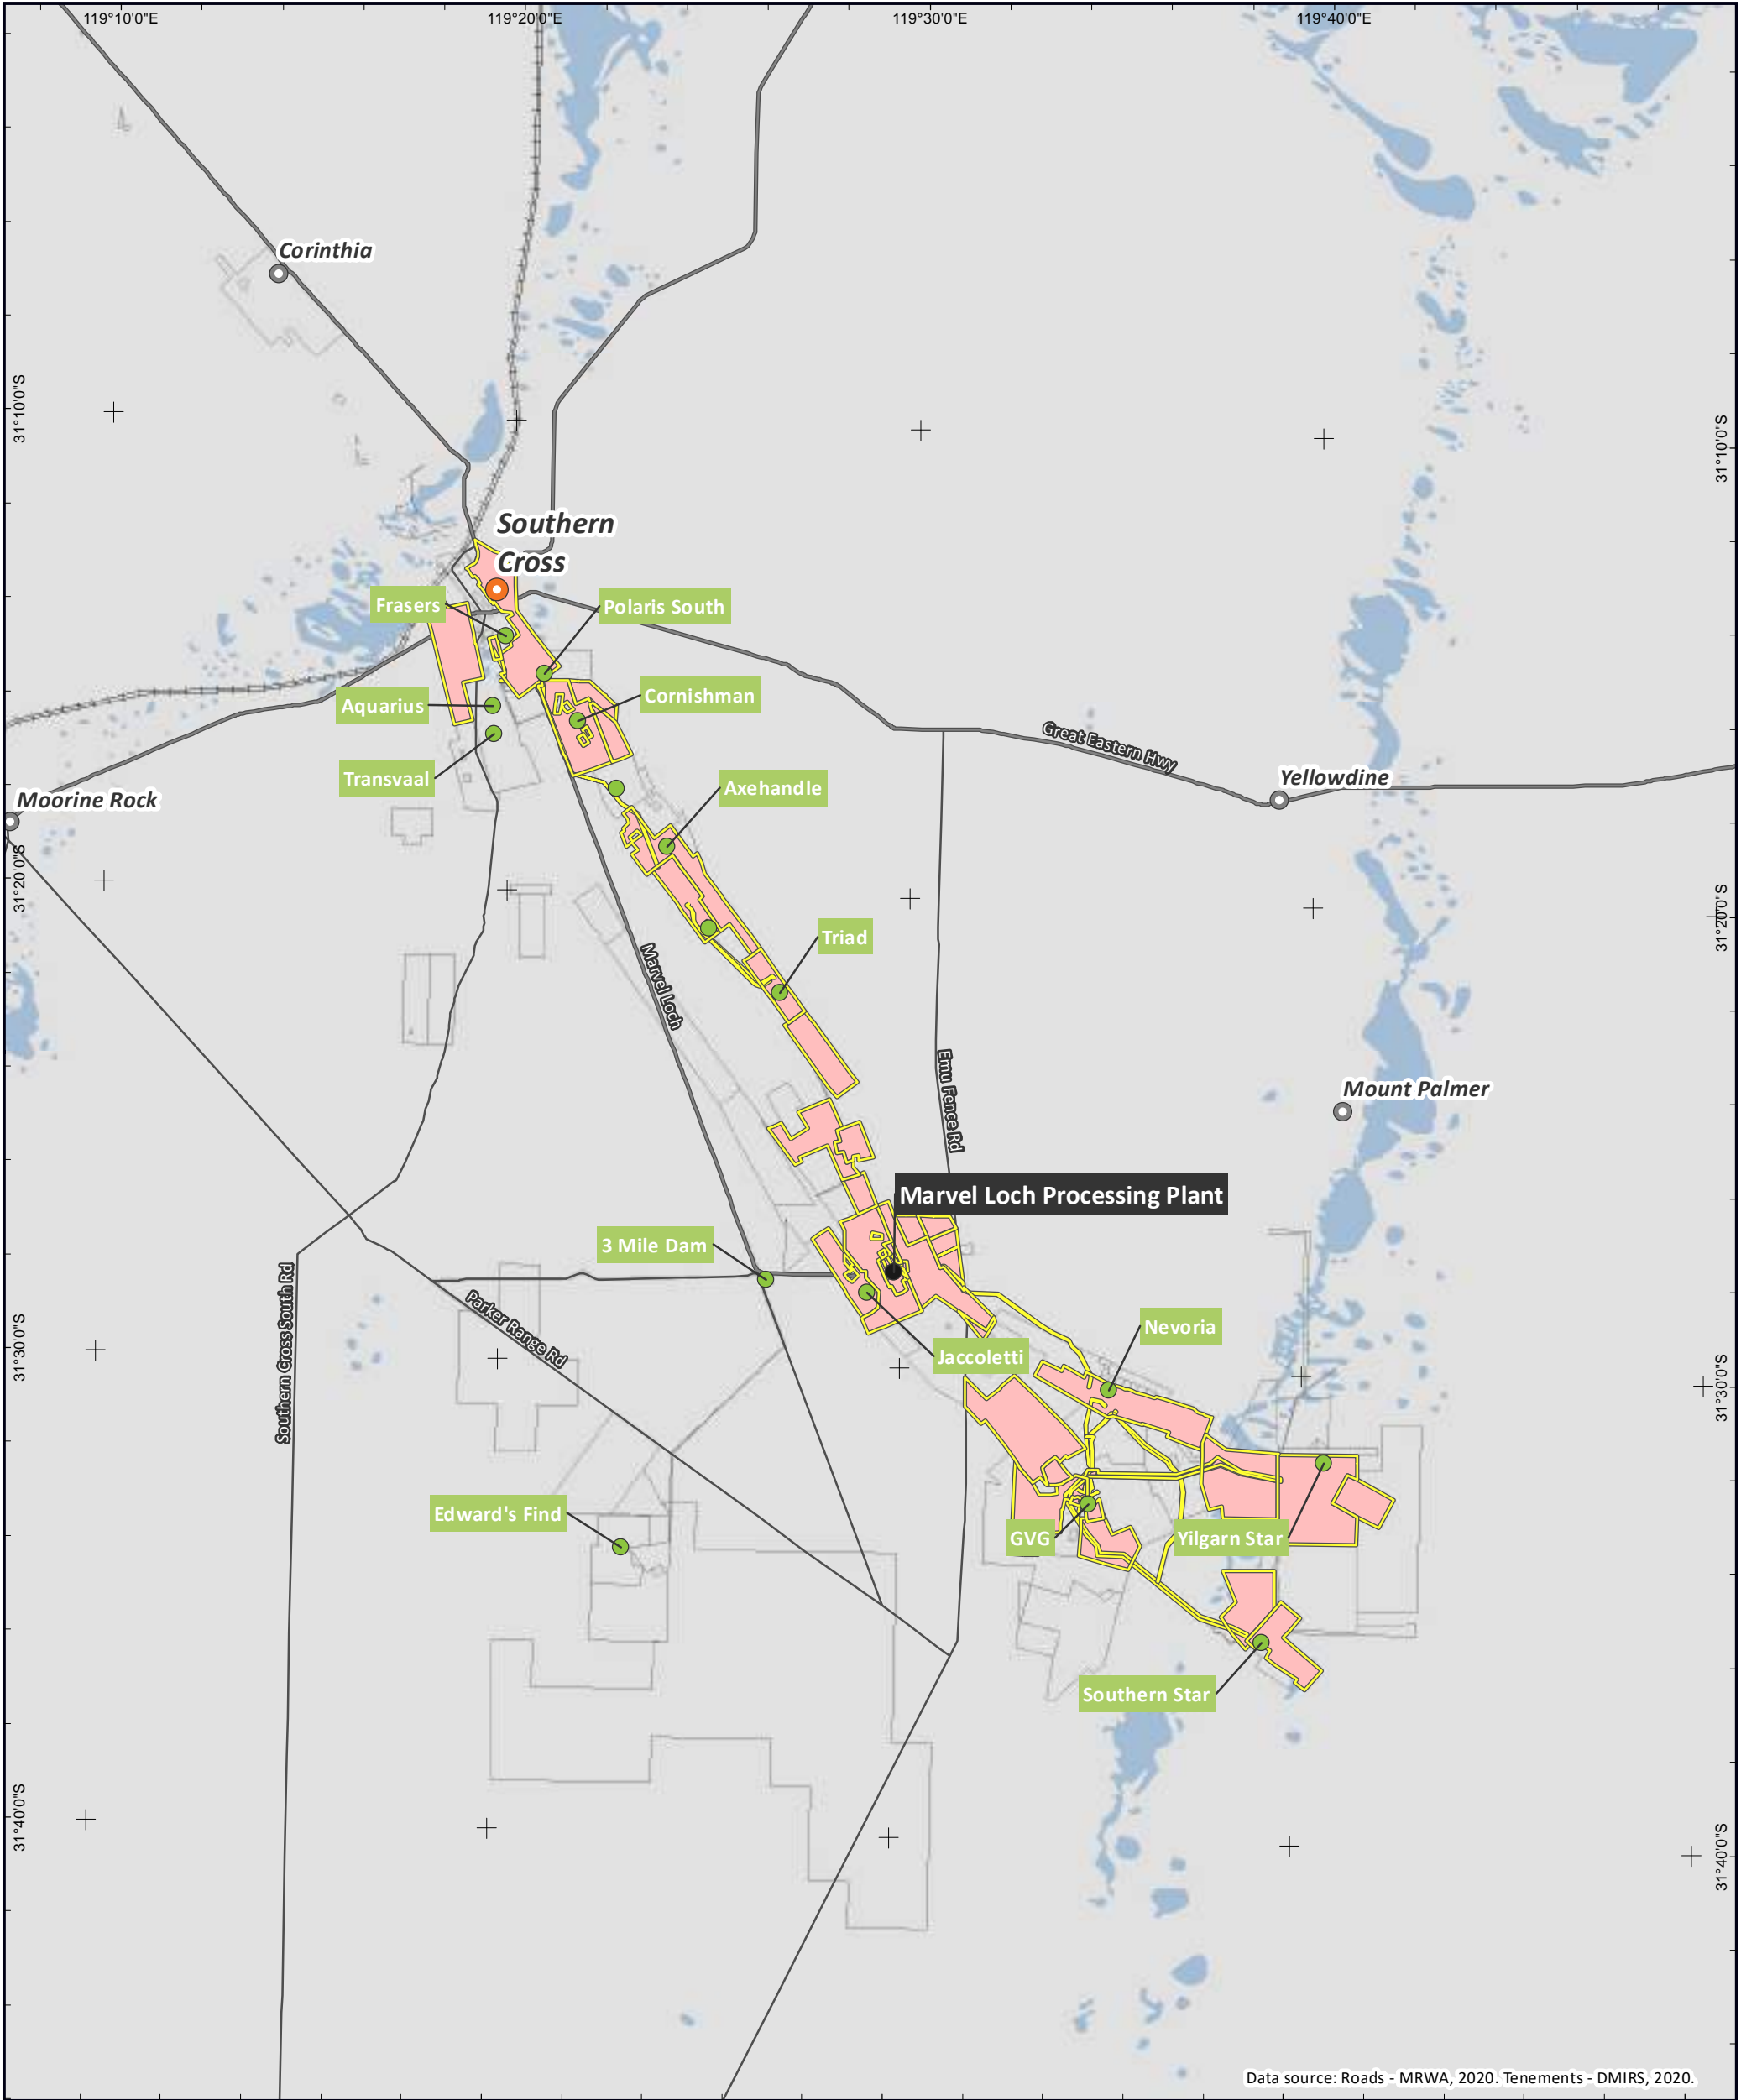 119°10'0"E
119°20'0"E
119°30'0"E
119°40'0"E
Corinthia
31°10'0"S
31°10'0"S
Southern
Cross
Frasers
Polaris South
Cornishman
Aquarius
Transvaal
Great Eastern Hwy
Yellowdine
Moorine Rock
Axehandle
31°20'0"S
31°20'0"S
Triad
Marvel Loch
Emu Fence Rd
Mount Palmer
Marvel Loch Processing Plant
3 Mile Dam
Southern Cross South Rd
Parker Range Rd
31°30'0"S
31°30'0"S
Nevoria
Jaccoletti
Edward's Find
GVG
Yilgarn Star
Southern Star
31°40'0"S
31°40'0"S
Data source: Roads - MRWA, 2020. Tenements - DMIRS, 2020.